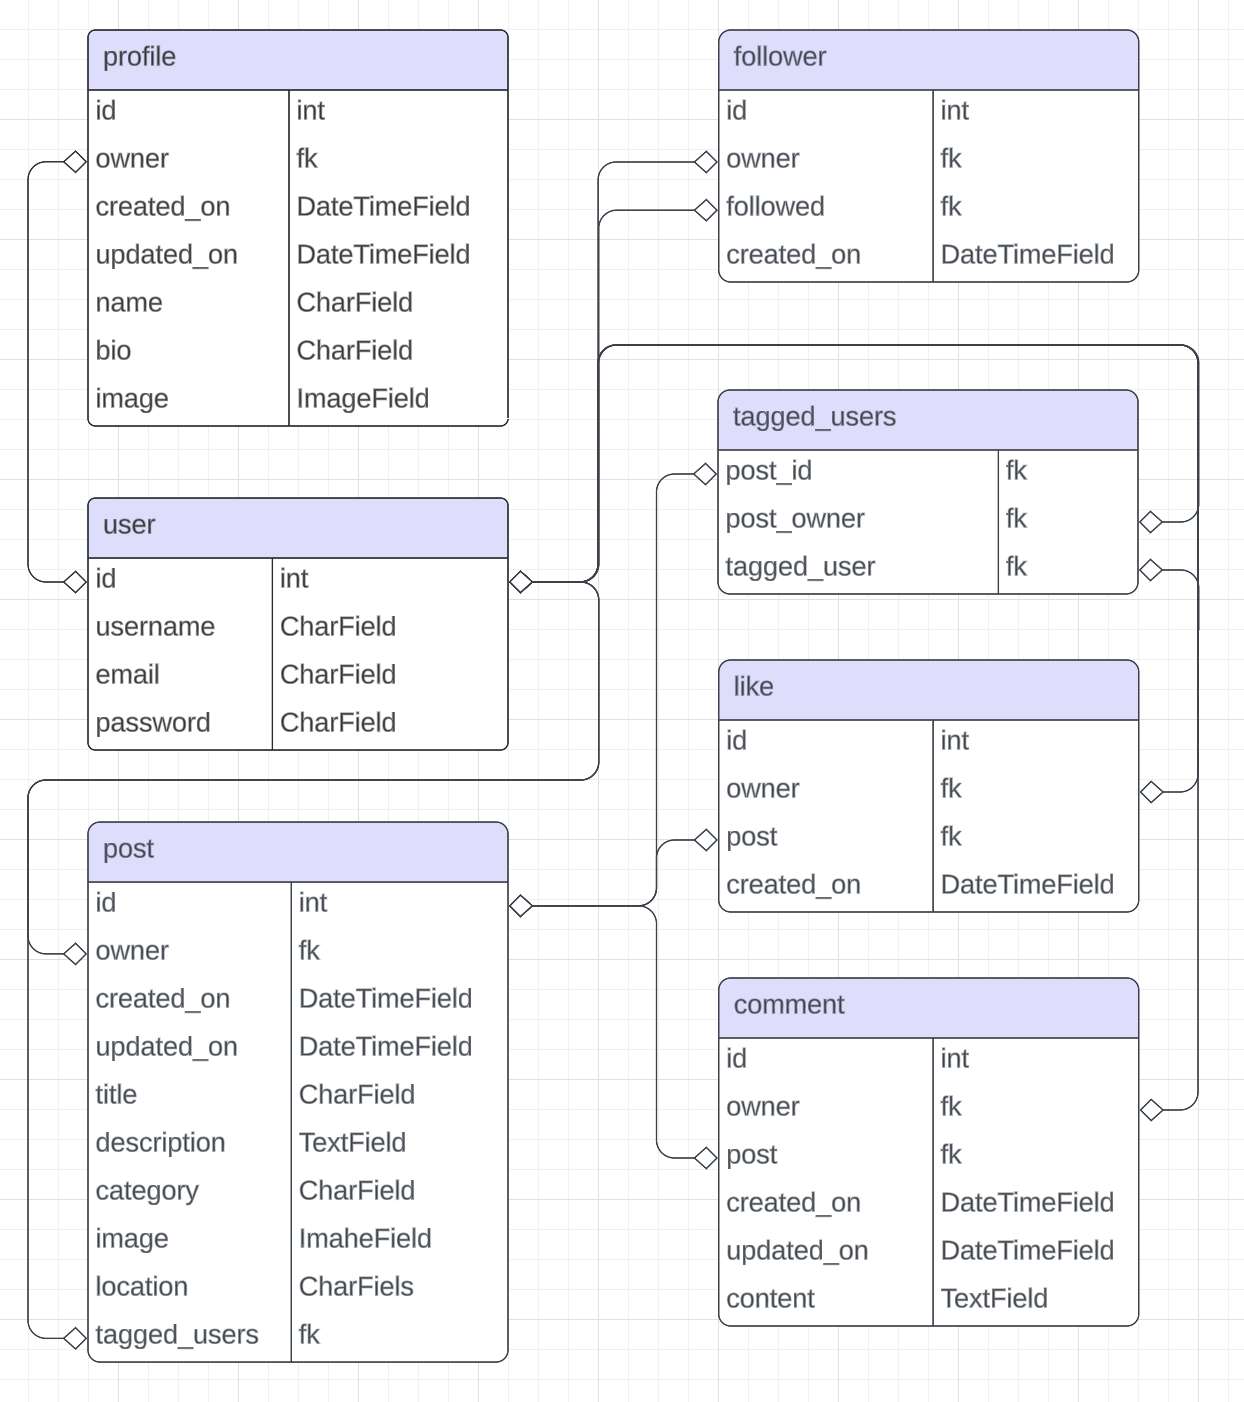 profile
id int
owner fk
created_on DateTimeField
updated_on DateTimeField
name CharField
bio CharField
image ImageField
user
id int
username CharField
email CharField
password CharField
post
id int
owner fk
created_on DateTimeField
updated_on DateTimeField
title CharField
description TextField
category CharField
image ImaheField
location CharFiels
tagged_users fk
follower
id int
owner fk
followed fk
created_on DateTimeField
tagged_users
post_id fk
post_owner fk
tagged_user fk
like
id int
owner fk
post fk
created_on DateTimeField
comment
id int
owner fk
post fk
created_on DateTimeField
updated_on DateTimeField
content TextField